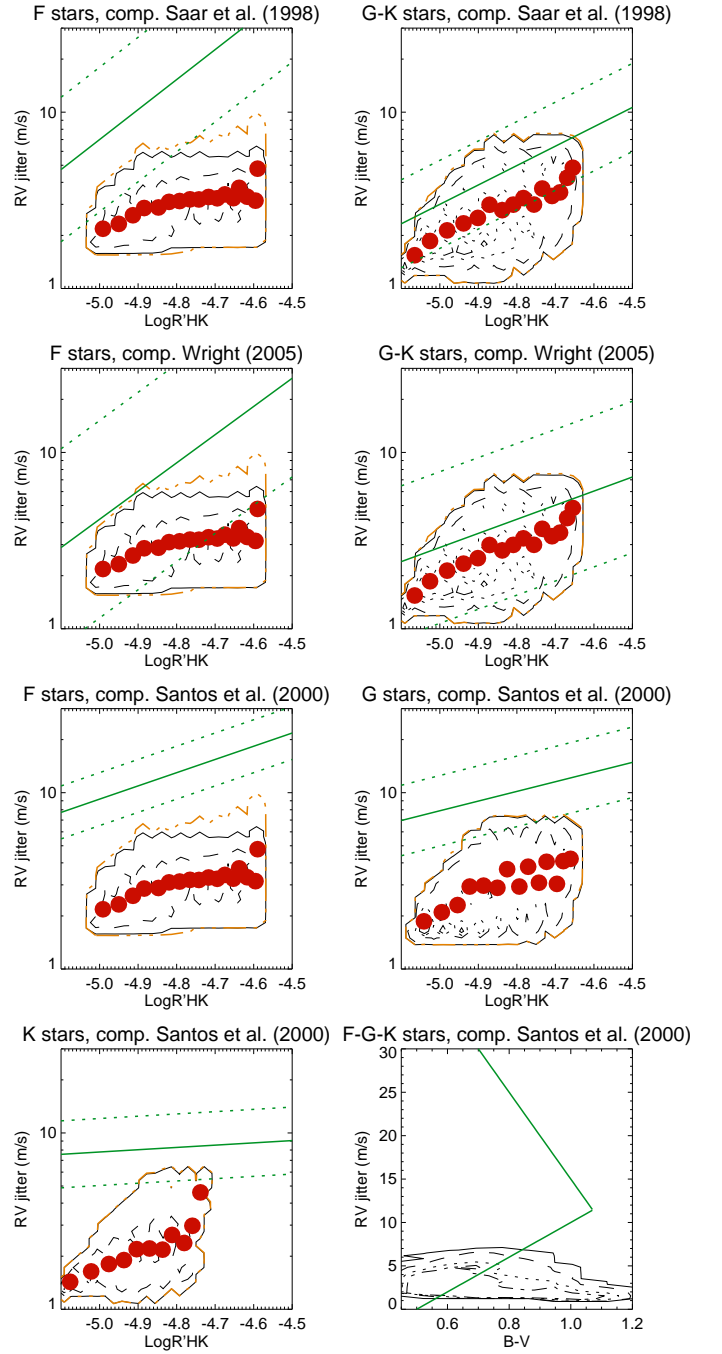 F stars, comp. Saar et al. (1998)
G-K stars, comp. Saar et al. (1998)
RV jitter (m/s)
10
1
-5.0 -4.9 -4.8 -4.7 -4.6 -4.5
LogR'HK
RV jitter (m/s)
10
1
-5.0 -4.9 -4.8 -4.7 -4.6 -4.5
LogR'HK
F stars, comp. Wright (2005)
G-K stars, comp. Wright (2005)
RV jitter (m/s)
10
1
-5.0 -4.9 -4.8 -4.7 -4.6 -4.5
LogR'HK
RV jitter (m/s)
10
1
-5.0 -4.9 -4.8 -4.7 -4.6 -4.5
LogR'HK
F stars, comp. Santos et al. (2000)
G stars, comp. Santos et al. (2000)
RV jitter (m/s)
10
1
-5.0 -4.9 -4.8 -4.7 -4.6 -4.5
LogR'HK
RV jitter (m/s)
10
1
-5.0 -4.9 -4.8 -4.7 -4.6 -4.5
LogR'HK
K stars, comp. Santos et al. (2000)
F-G-K stars, comp. Santos et al. (2000)
RV jitter (m/s)
10
1
-5.0 -4.9 -4.8 -4.7 -4.6 -4.5
LogR'HK
RV jitter (m/s)
30
25
20
15
10
5
0
0.6 0.8 1.0 1.2
B-V